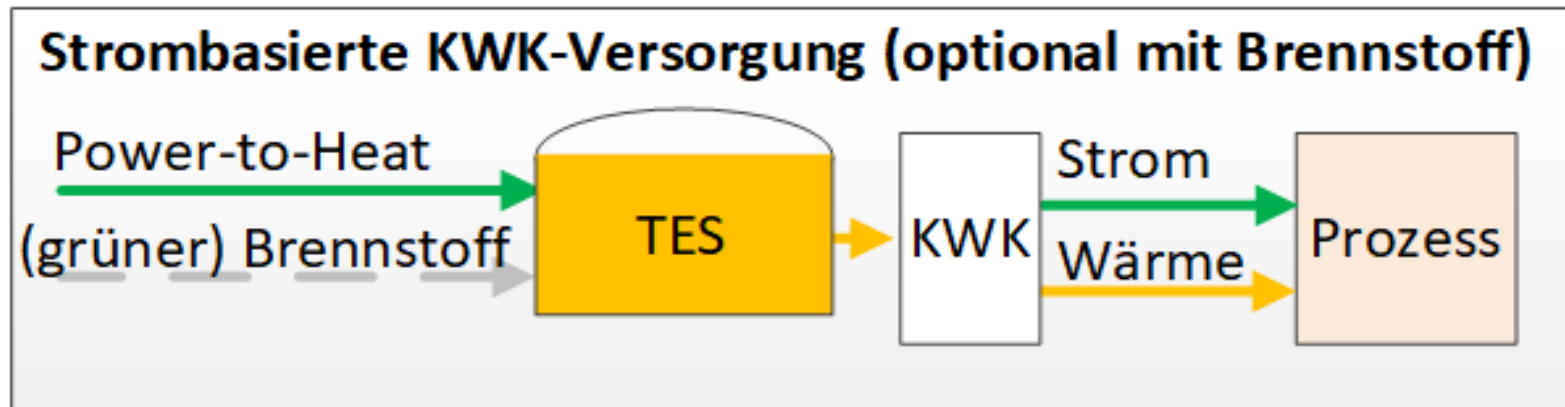 Strombasierte KWK-Versorgung (optional mit Brennstoff)
Power-to-Heat
(grüner) Brennstoff
TES
KWK
Strom
Wärme
Prozess